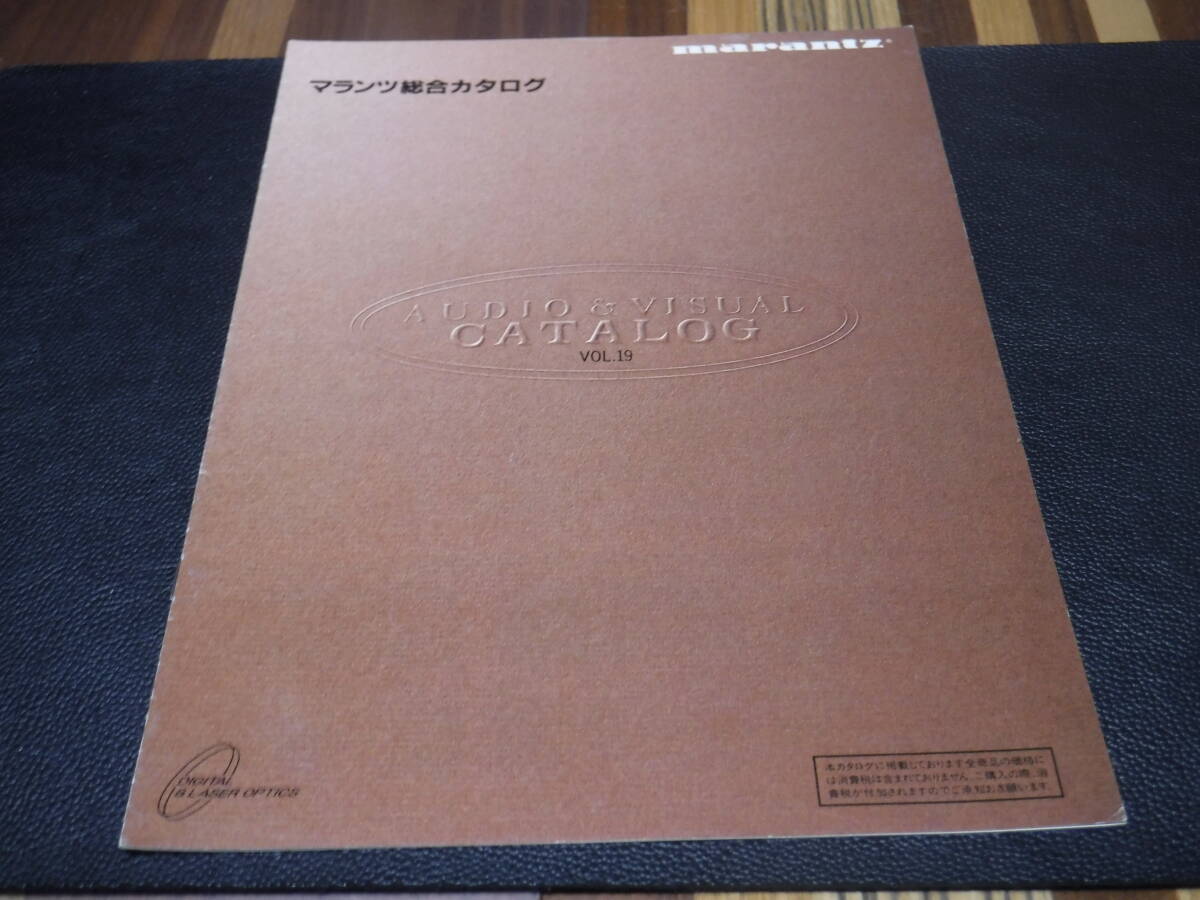 marantz
マランツ総合カタログ
AUDIO & VISUAL
CATALOG
VOL.19
DIGITAL
& LASER OPTICS
本カタログに掲載しております全商品の価格に
は消費税は含まれておりません。ご購入の際、消
費税が付加されますのでご承知お願います。